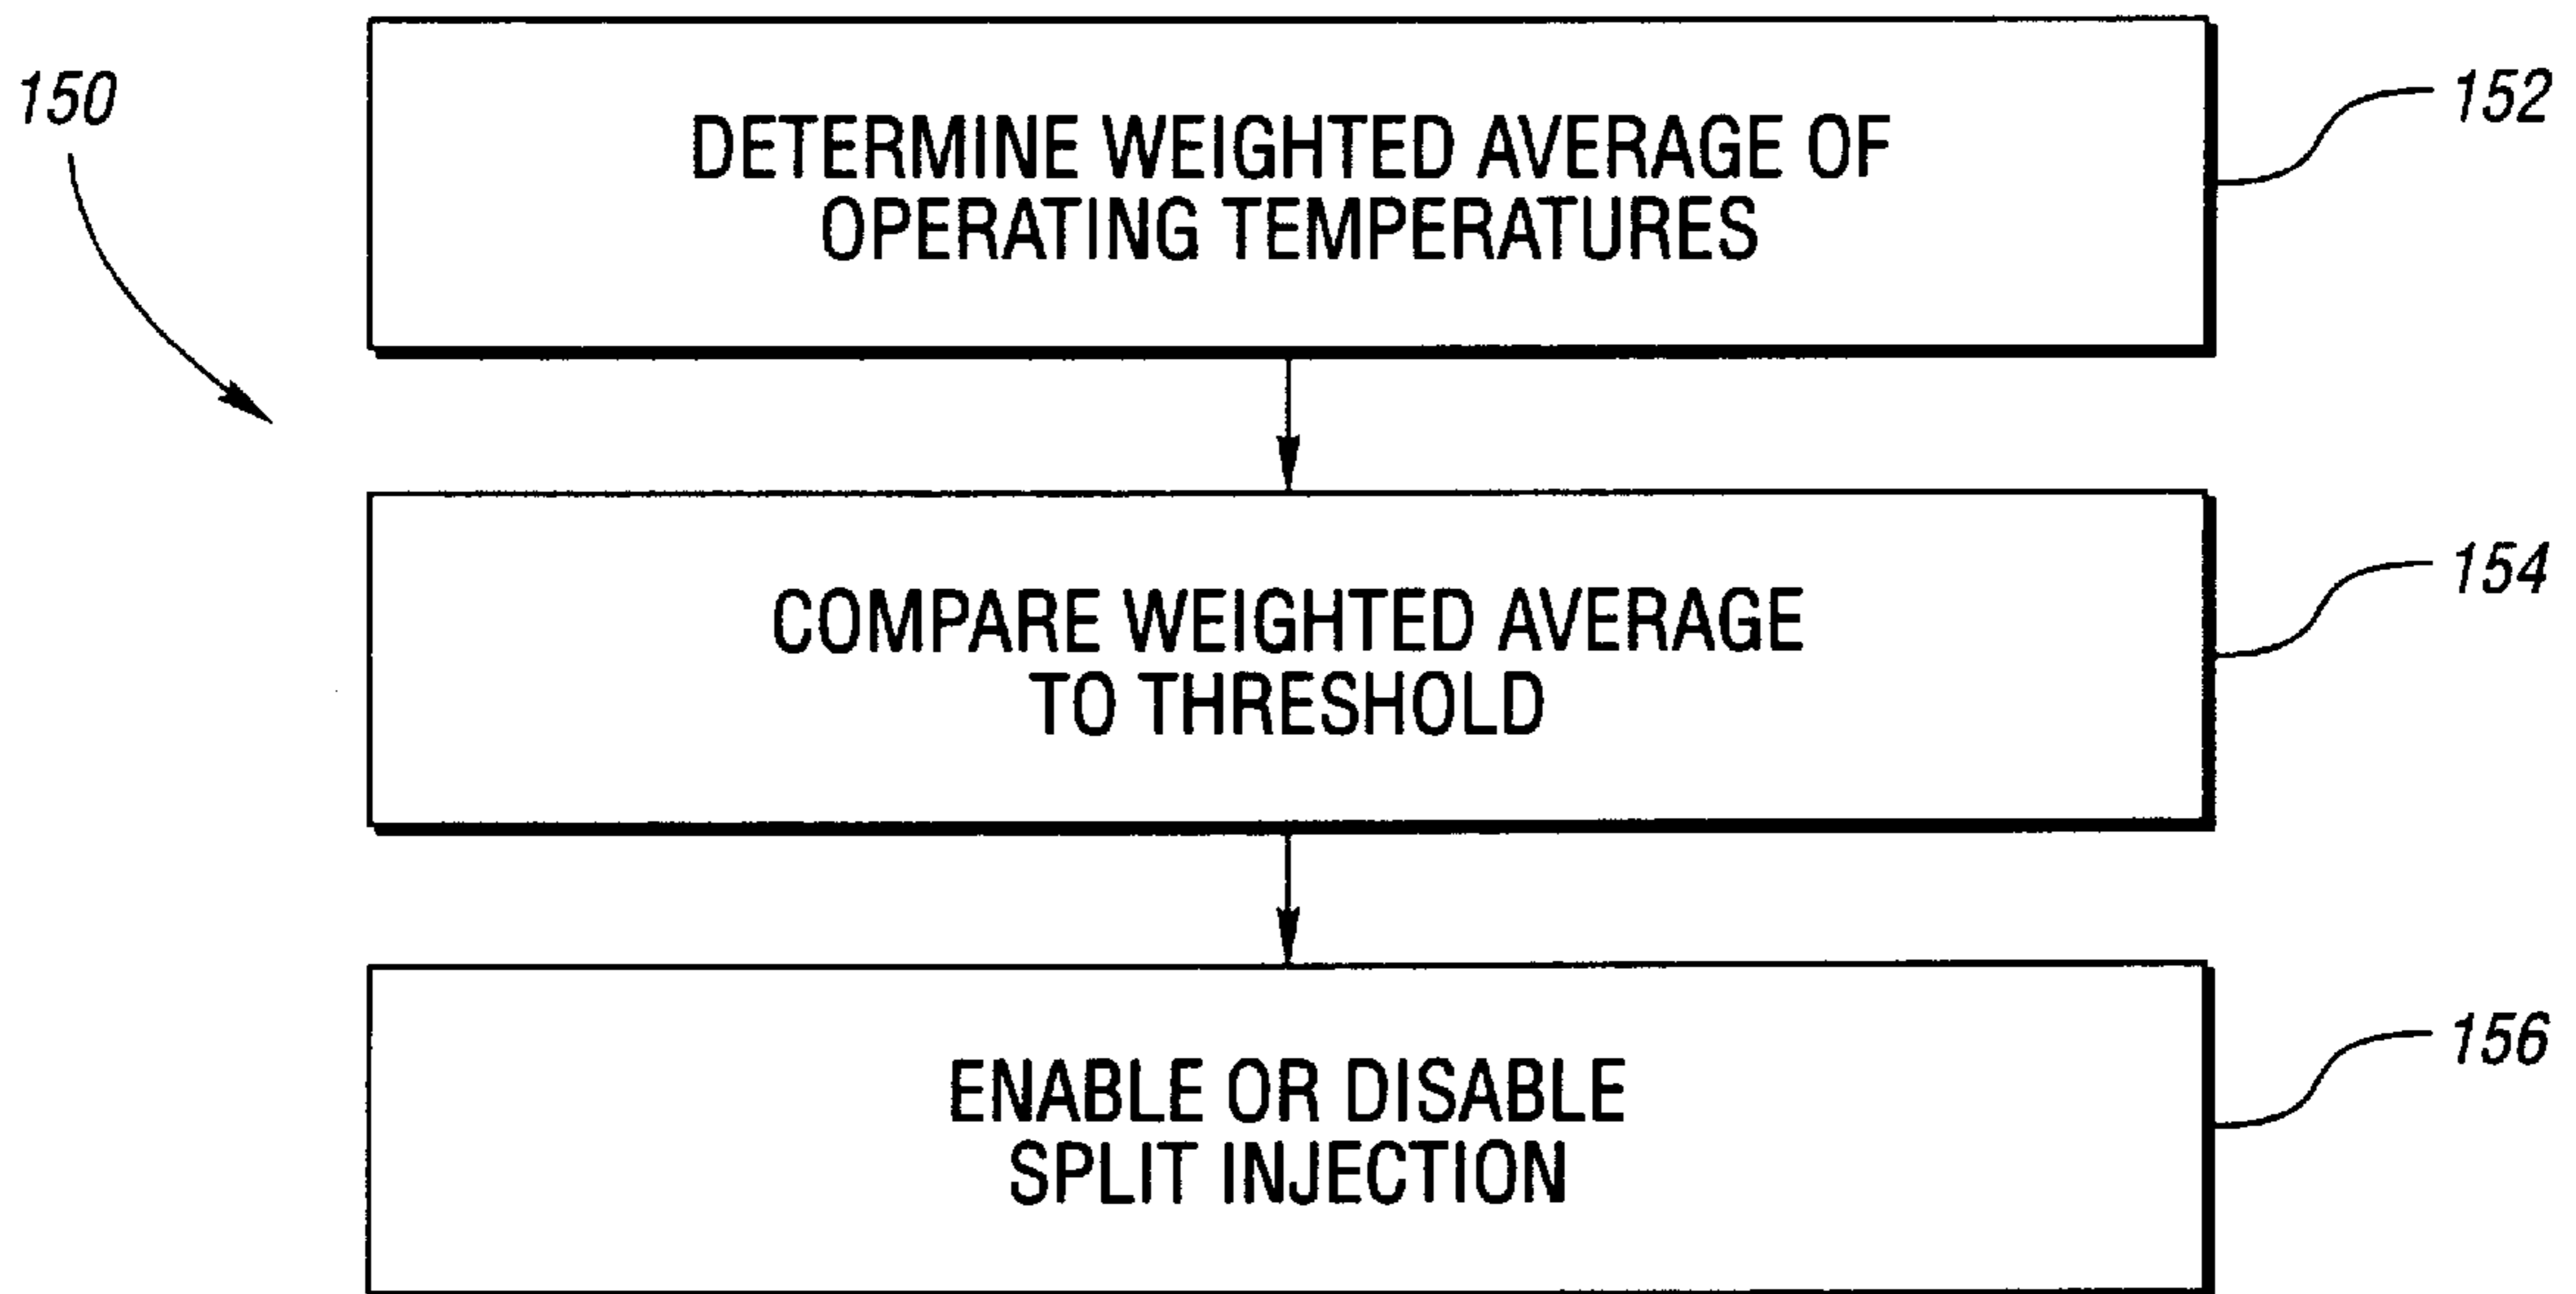 150
DETERMINE WEIGHTED AVERAGE OF
OPERATING TEMPERATURES
152
COMPARE WEIGHTED AVERAGE
TO THRESHOLD
154
ENABLE OR DISABLE
SPLIT INJECTION
156